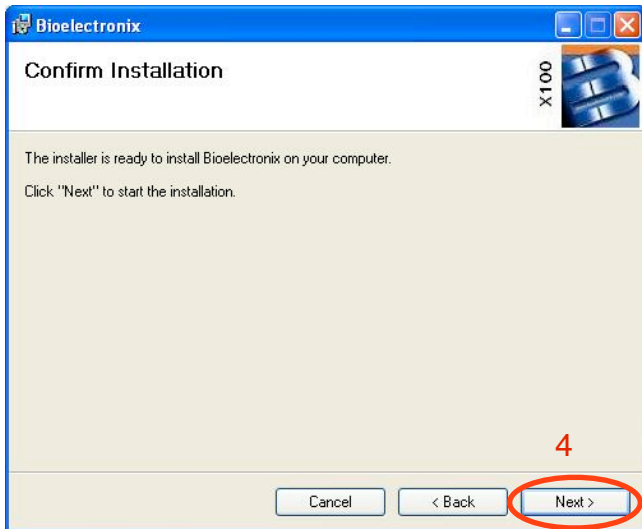 Bioelectronix
Confirm Installation
X100
The installer is ready to install Bioelectronix on your computer.
Click "Next" to start the installation.
4
Cancel
< Back
Next >